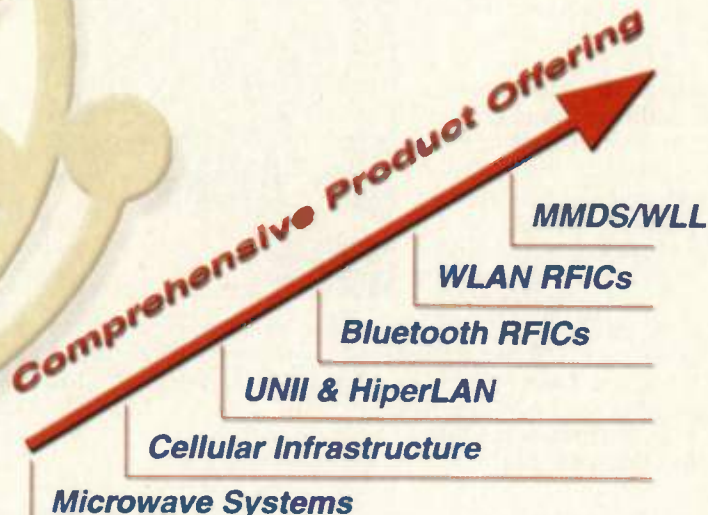 Comprehensive Product Offering
MMDS/WLL
WLAN RFICs
Bluetooth RFICs
UNII & HiperLAN
Cellular Infrastructure
Microwave Systems